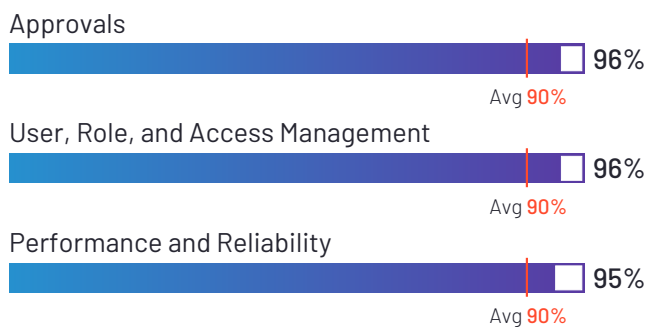 Approvals
96%
Avg 90%
User, Role, and Access Management
96%
Avg 90%
Performance and Reliability
95%
Avg 90%